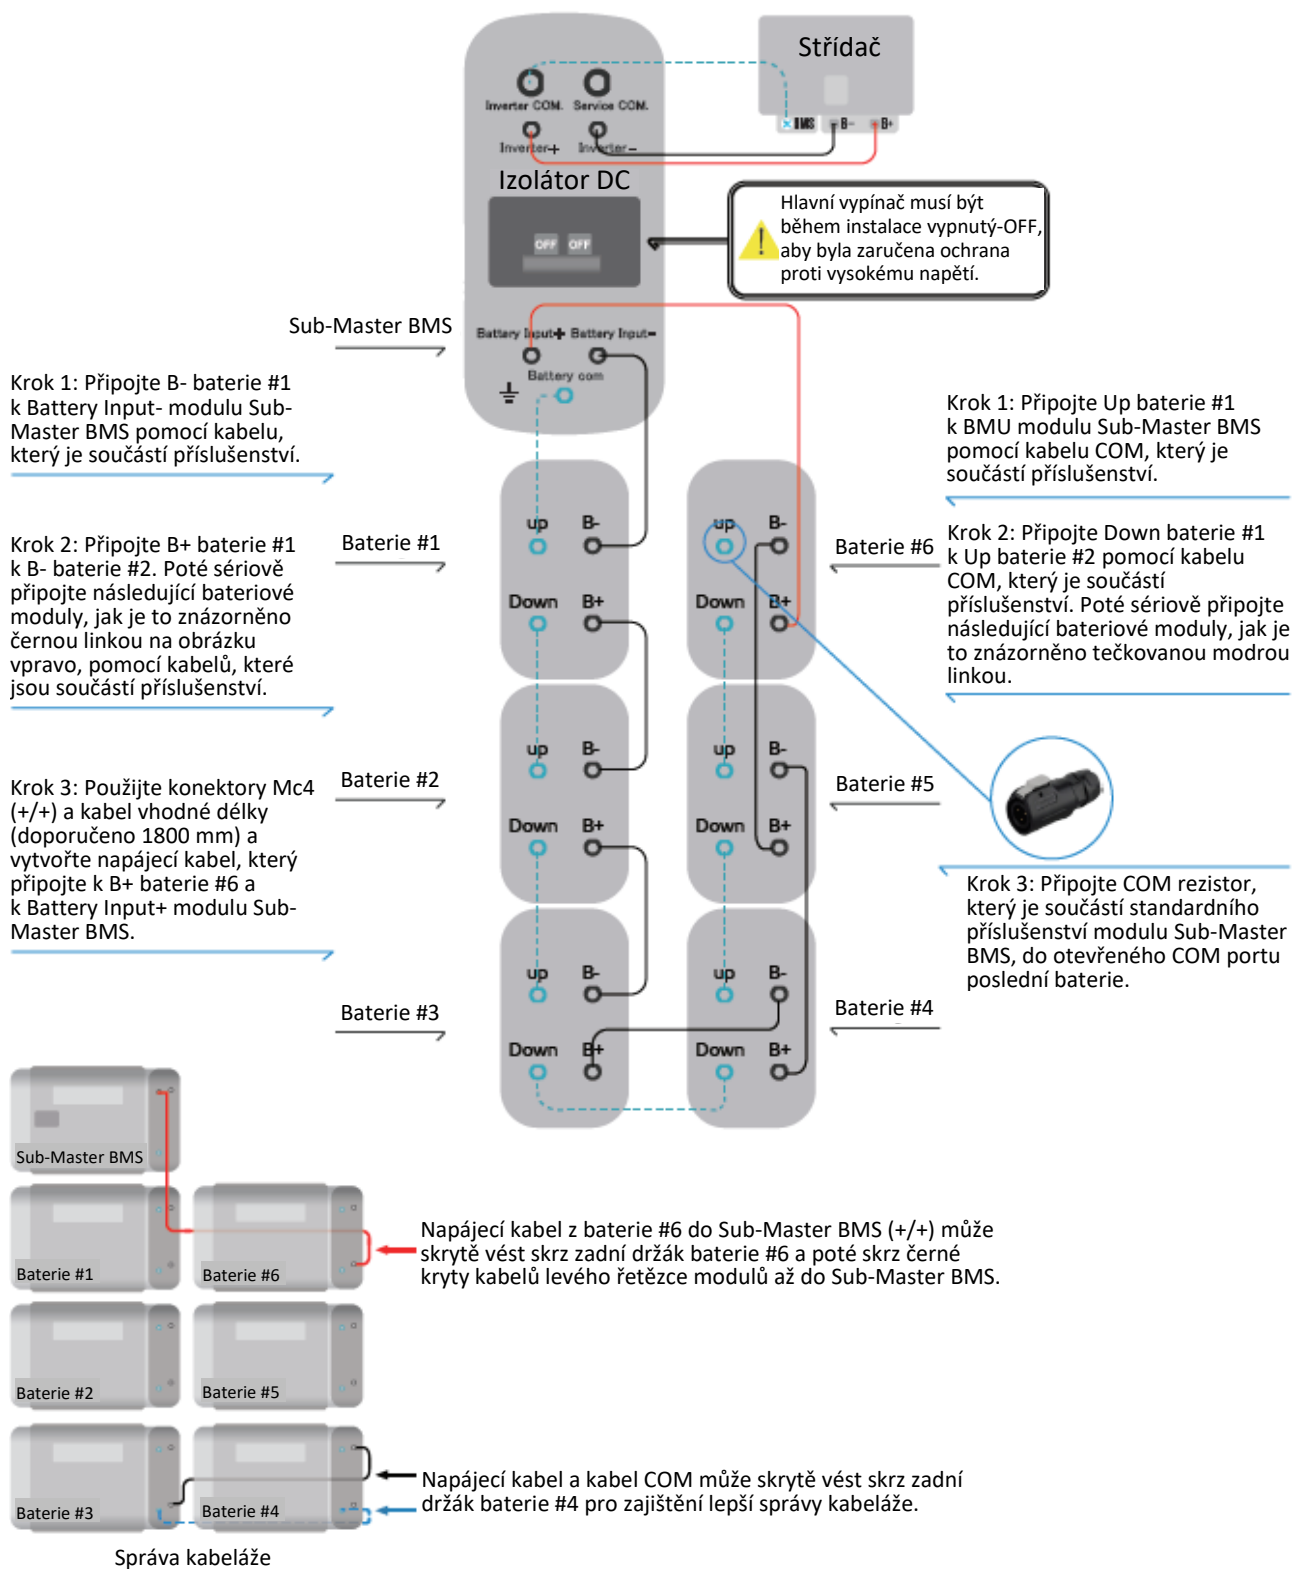 Střídač
Inverter COM. Service COM.
BMS B- B+
Inverter+ Inverter-
Izolátor DC
OFF OFF
Hlavní vypínač musí být
během instalace vypnutý-OFF,
aby byla zaručena ochrana
proti vysokému napětí.
Sub-Master BMS
Battery Input+ Battery Input-
Battery com
Krok 1: Připojte B- baterie #1
k Battery Input- modulu Sub-
Master BMS pomocí kabelu,
který je součástí příslušenství.
Krok 2: Připojte B+ baterie #1
k B- baterie #2. Poté sériově
připojte následující bateriové
moduly, jak je to znázorněno
černou linkou na obrázku
vpravo, pomocí kabelů, které
jsou součástí příslušenství.
Krok 3: Použijte konektory Mc4
(+/+) a kabel vhodné délky
(doporučeno 1800 mm) a
vytvořte napájecí kabel, který
připojte k B+ baterie #6 a
k Battery Input+ modulu Sub-
Master BMS.
Baterie #1
up B-
Down B+
Baterie #2
up B-
Down B+
Baterie #3
up B-
Down B+
up B-
Down B+
Baterie #6
up B-
Down B+
Baterie #5
up B-
Down B+
Baterie #4
Krok 1: Připojte Up baterie #1
k BMU modulu Sub-Master BMS
pomocí kabelu COM, který je
součástí příslušenství.
Krok 2: Připojte Down baterie #1
k Up baterie #2 pomocí kabelu
COM, který je součástí
příslušenství. Poté sériově připojte
následující bateriové moduly, jak je
to znázorněno tečkovanou modrou
linkou.
Krok 3: Připojte COM rezistor,
který je součástí standardního
příslušenství modulu Sub-Master
BMS, do otevřeného COM portu
poslední baterie.
Sub-Master BMS
Baterie #1
Baterie #6
Baterie #2
Baterie #5
Baterie #3
Baterie #4
Napájecí kabel z baterie #6 do Sub-Master BMS (+/+) může
skrytě vést skrz zadní držák baterie #6 a poté skrz černé
kryty kabelů levého řetězce modulů až do Sub-Master BMS.
Napájecí kabel a kabel COM může skrytě vést skrz zadní
držák baterie #4 pro zajištění lepší správy kabeláže.
Správa kabeláže